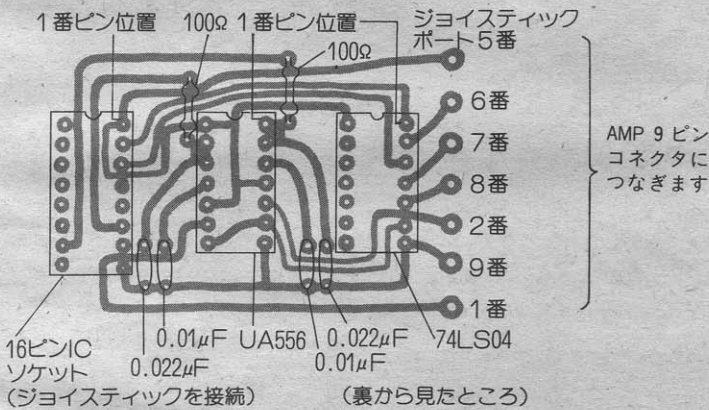 1番ピン位置
100Ω
1番ピン位置
100Ω
ジョイスティック
ポート5番
6番
7番
8番
2番
9番
1番
AMP 9ピン
コネクタに
つなぎます
16ピンIC
ソケット
(ジョイスティックを接続)
0.022μF
0.01μF
UA556
0.022μF
0.01μF
74LS04
(裏から見たところ)